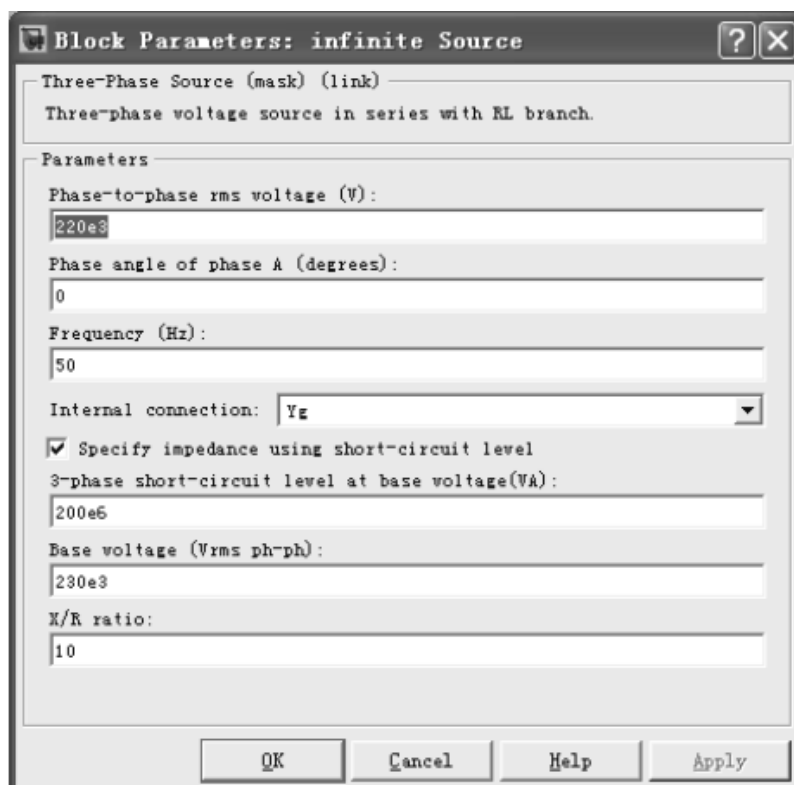 Block Parameters: infinite Source
Three-Phase Source (mask) (link)
Three-phase voltage source in series with RL branch.
Parameters
Phase-to-phase rms voltage (V):
220e3
Phase angle of phase A (degrees):
0
Frequency (Hz):
50
Internal connection: Yg
Specify impedance using short-circuit level
3-phase short-circuit level at base voltage(VA):
200e6
Base voltage (Vrms ph-ph):
230e3
X/R ratio:
10
OK Cancel Help Apply